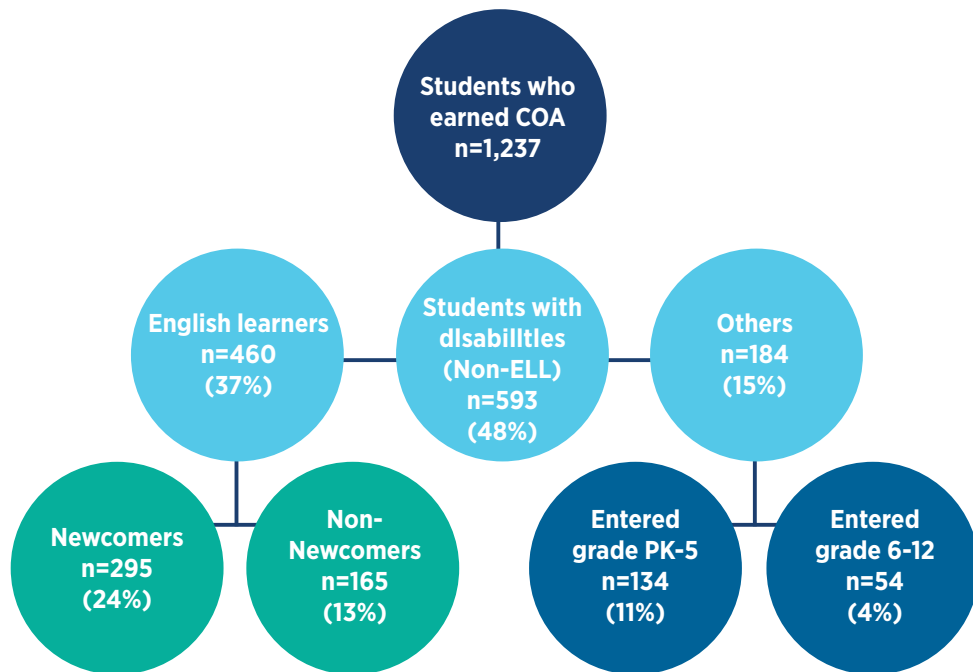 Students who
earned COA
n=1,237
English learners
n=460
(37%)
Students with
dIsabilltles
(Non-ELL)
n=593
(48%)
Others
n=184
(15%)
Newcomers
n=295
(24%)
Non-
Newcomers
n=165
(13%)
Entered
grade PK-5
n=134
(11%)
Entered
grade 6-12
n=54
(4%)